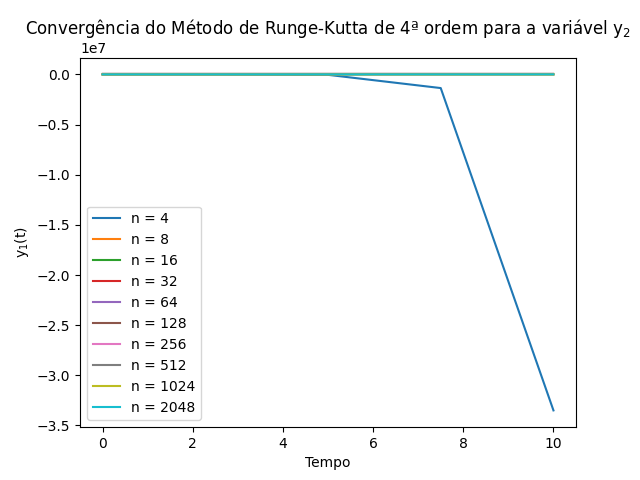 Convergência do Método de Runge-Kutta de 4ª ordem para a variável y₂
1e7
0.0
−0.5
−1.0
−1.5
−2.0
−2.5
−3.0
−3.5
y₁(t)
n = 4
n = 8
n = 16
n = 32
n = 64
n = 128
n = 256
n = 512
n = 1024
n = 2048
0 2 4 6 8 10
Tempo